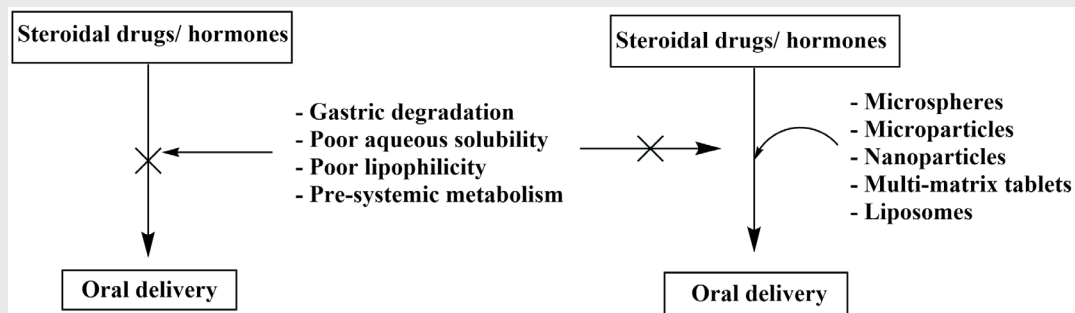 Steroidal drugs/ hormones
- Gastric degradation
- Poor aqueous solubility
- Poor lipophilicity
- Pre-systemic metabolism
Oral delivery
Steroidal drugs/ hormones
- Microspheres
- Microparticles
- Nanoparticles
- Multi-matrix tablets
- Liposomes
Oral delivery